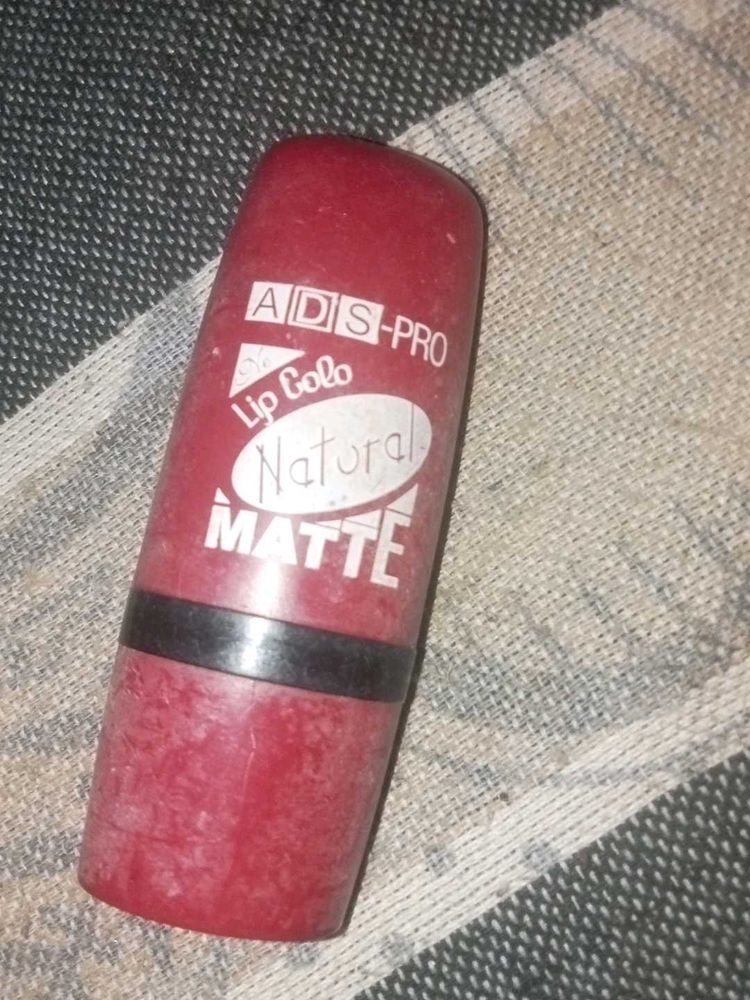 ADS-PRO
Lip Colo
Natural
MATTE